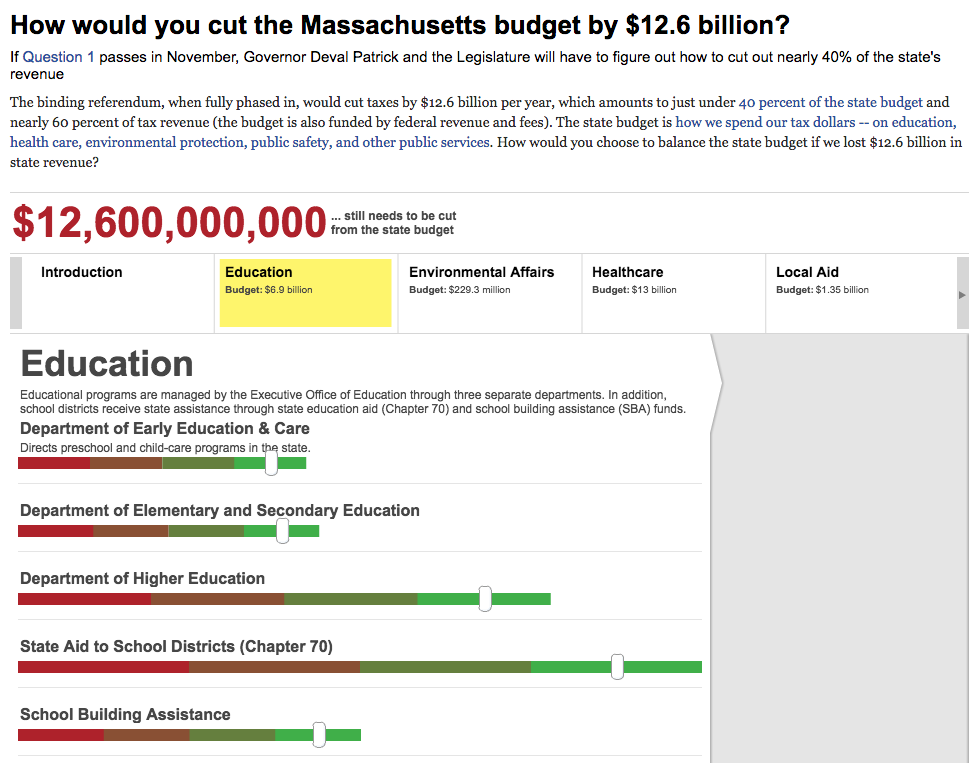 How would you cut the Massachusetts budget by $12.6 billion?
If Question 1 passes in November, Governor Deval Patrick and the Legislature will have to figure out how to cut out nearly 40% of the state's
revenue
The binding referendum, when fully phased in, would cut taxes by $12.6 billion per year, which amounts to just under 40 percent of the state budget and
nearly 60 percent of tax revenue (the budget is also funded by federal revenue and fees). The state budget is how we spend our tax dollars -- on education,
health care, environmental protection, public safety, and other public services. How would you choose to balance the state budget if we lost $12.6 billion in
state revenue?
$12,600,000,000 ... still needs to be cut
from the state budget
Introduction
Education
Budget: $6.9 billion
Environmental Affairs
Budget: $229.3 million
Healthcare
Budget: $13 billion
Local Aid
Budget: $1.35 billion
Education
Educational programs are managed by the Executive Office of Education through three separate departments. In addition,
school districts receive state assistance through state education aid (Chapter 70) and school building assistance (SBA) funds.
Department of Early Education & Care
Directs preschool and child-care programs in the state.
Department of Elementary and Secondary Education
Department of Higher Education
State Aid to School Districts (Chapter 70)
School Building Assistance